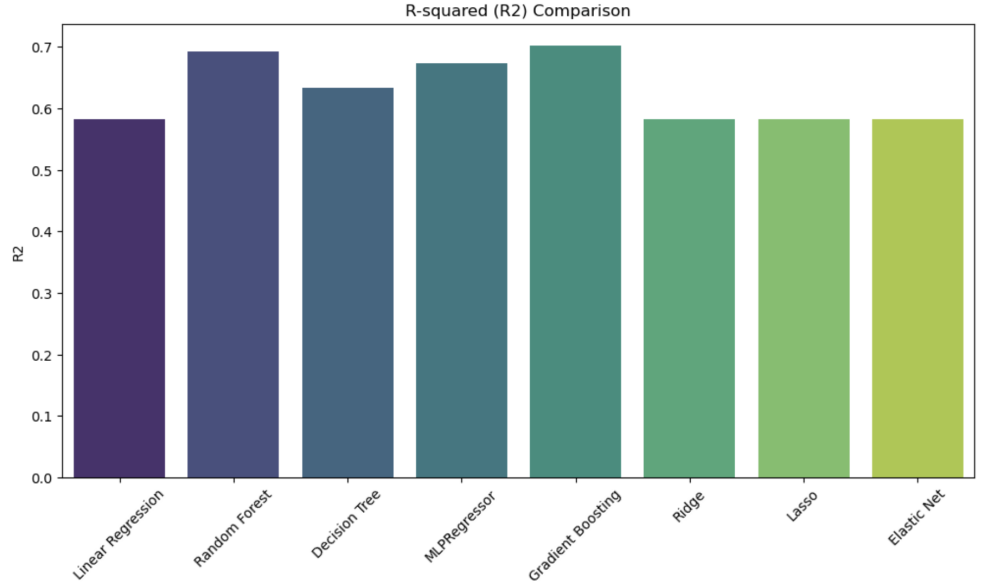 R-squared (R2) Comparison
R2
0.7
0.6
0.5
0.4
0.3
0.2
0.1
0.0
Linear Regression
Random Forest
Decision Tree
MLPRegressor
Gradient Boosting
Ridge
Lasso
Elastic Net